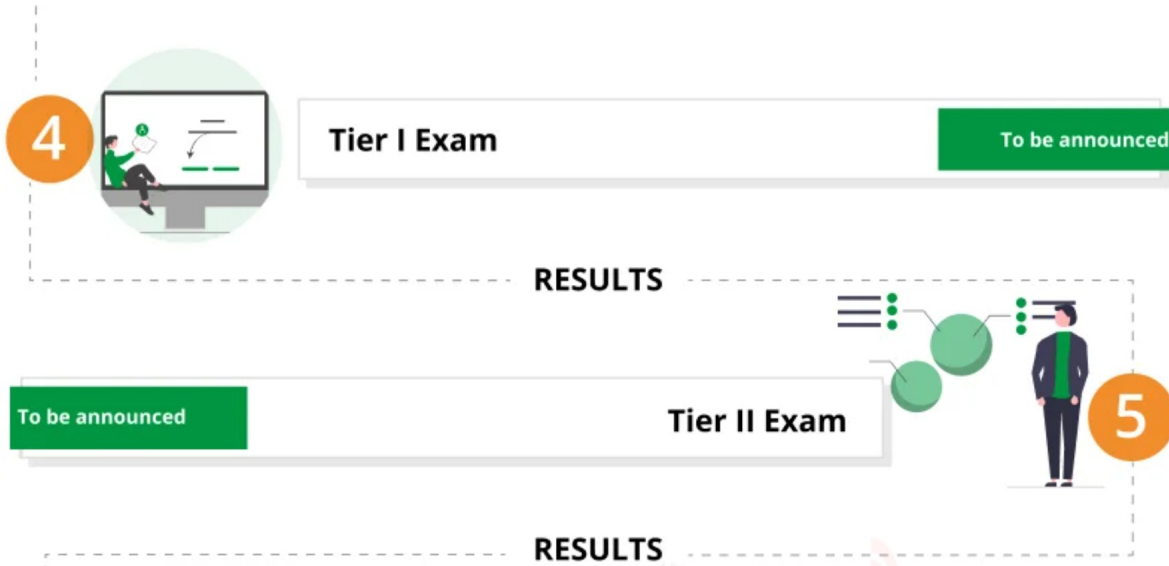 4
A
Tier I Exam
To be announced
RESULTS
To be announced
Tier II Exam
5
RESULTS